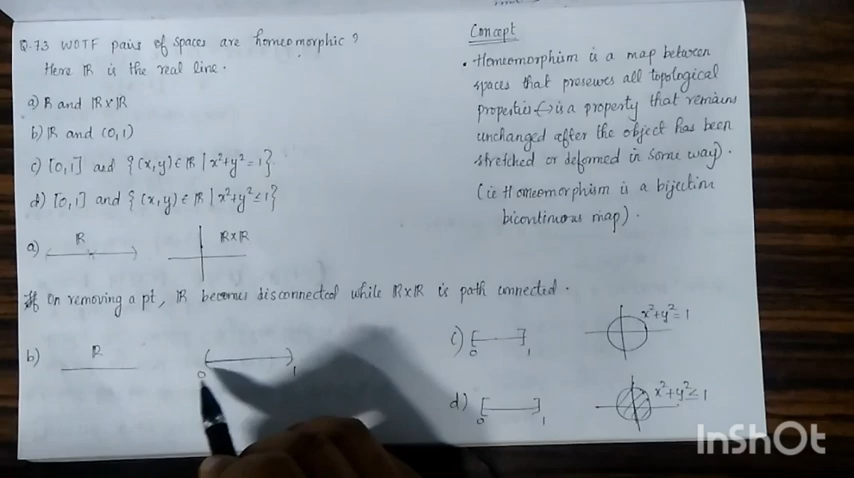 Q.73 WOTF pairs of spaces are homeomorphic?
Here ℝ is the real line.
a) ℝ and ℝ×ℝ
b) ℝ and (0,1)
c) [0,1] and {(x,y)∈ℝ | x²+y²=1}.
d) [0,1] and {(x,y)∈ℝ | x²+y²≤1}
a) ℝ ℝ×ℝ
On removing a pt, ℝ becomes disconnected while ℝ×ℝ is path connected.
b) ℝ 0 1
Concept
• Homeomorphism is a map between
spaces that preserves all topological
properties (→ is a property that remains
unchanged after the object has been
stretched or deformed in some way).
(ie Homeomorphism is a bijection
bicontinuous map).
c) 0 1 x²+y²=1
d) 0 1 x²+y²≤1
InShOt